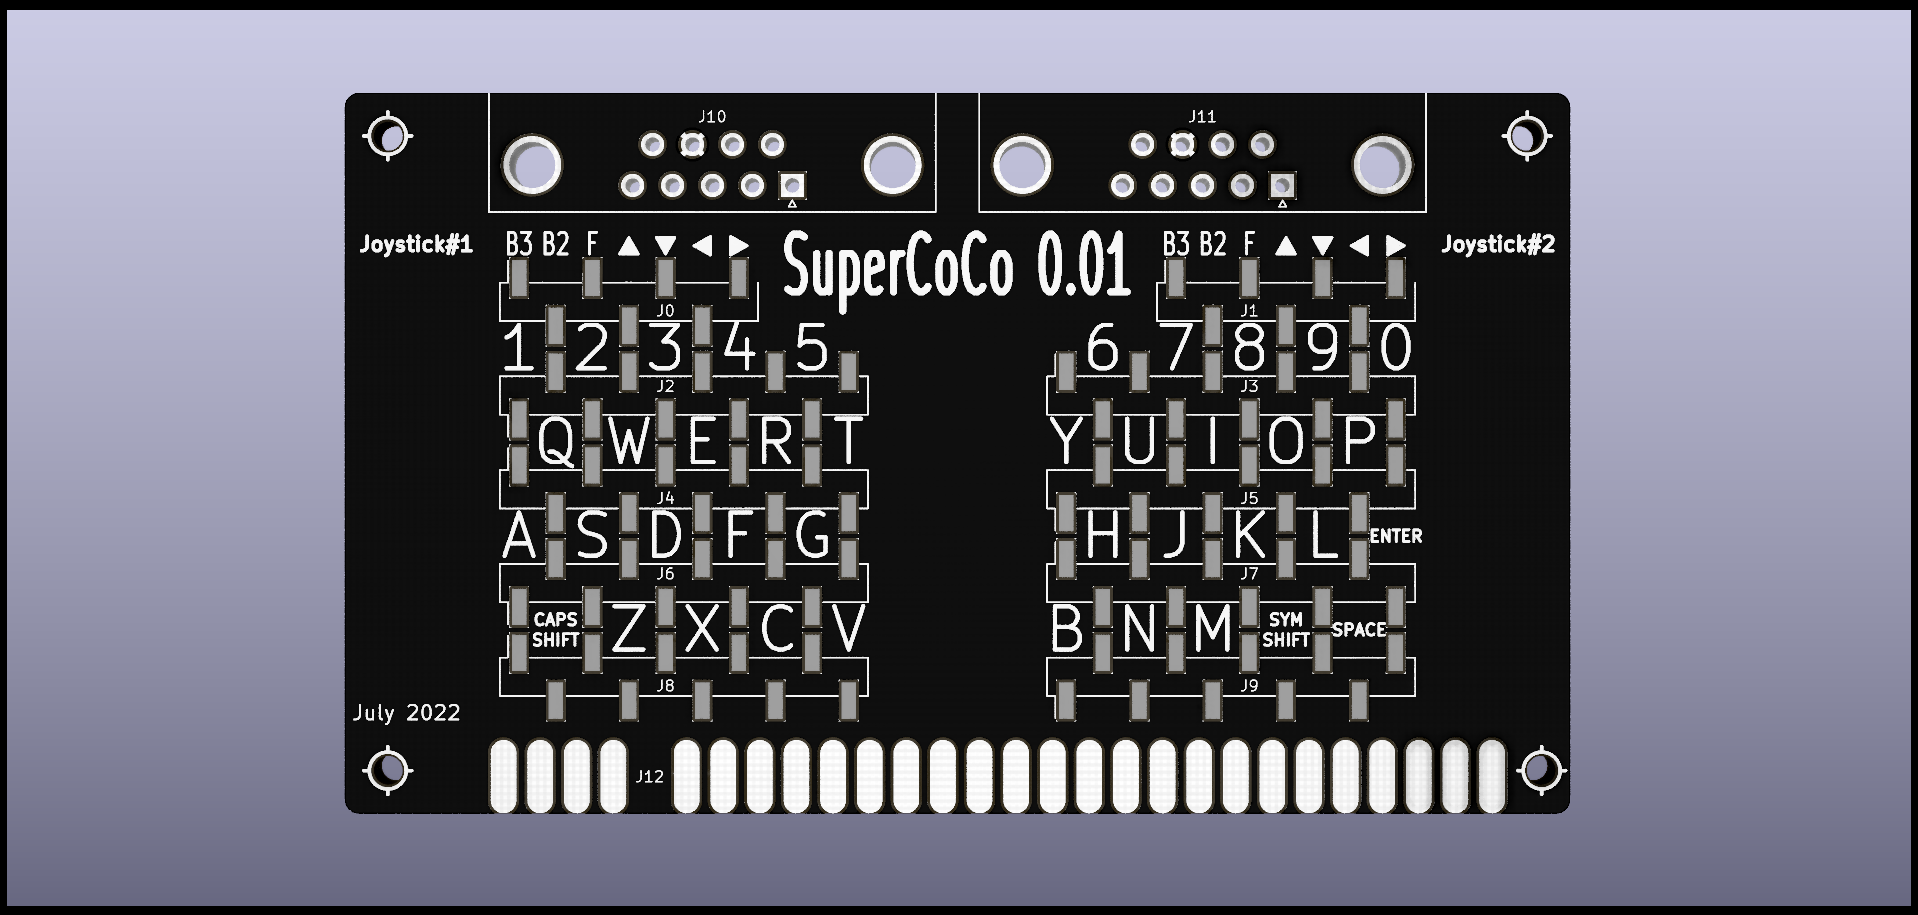 J10 J11
Joystick#1 B3 B2 F ▲ ▼ ◀ ▶ SuperCoCo 0.01 B3 B2 F ▲ ▼ ◀ ▶ Joystick#2
J0 J1
1 2 3 4 5 6 7 8 9 0
J2 J3
Q W E R T Y U I O P
J4 J5
A S D F G H J K L ENTER
J6 J7
CAPS SHIFT Z X C V B N M SYM SHIFT SPACE
J8 J9
July 2022
J12